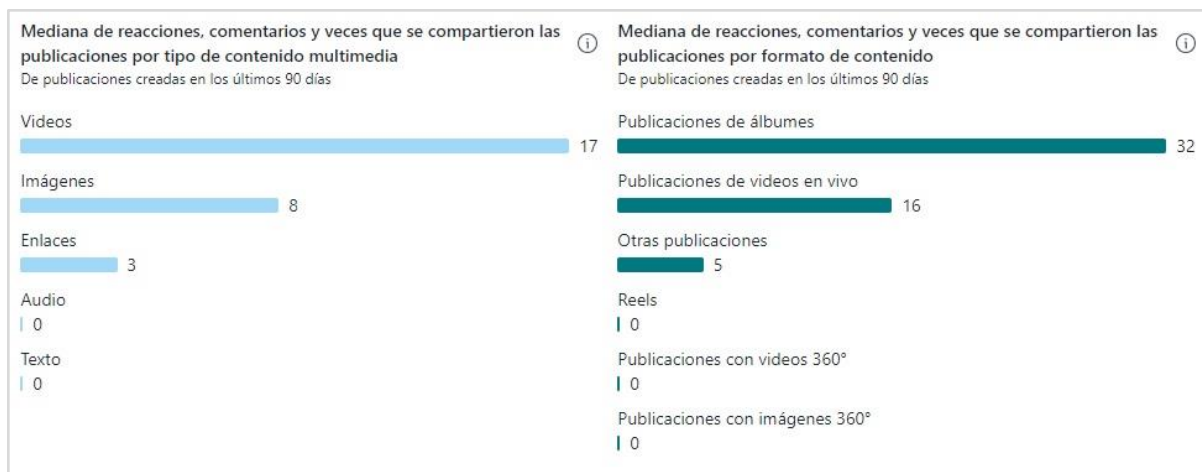 Mediana de reacciones, comentarios y veces que se compartieron las
publicaciones por tipo de contenido multimedia
De publicaciones creadas en los últimos 90 días
Videos
17
Imágenes
8
Enlaces
3
Audio
0
Texto
0
Mediana de reacciones, comentarios y veces que se compartieron las
publicaciones por formato de contenido
De publicaciones creadas en los últimos 90 días
Publicaciones de álbumes
32
Publicaciones de videos en vivo
16
Otras publicaciones
5
Reels
0
Publicaciones con videos 360°
0
Publicaciones con imágenes 360°
0